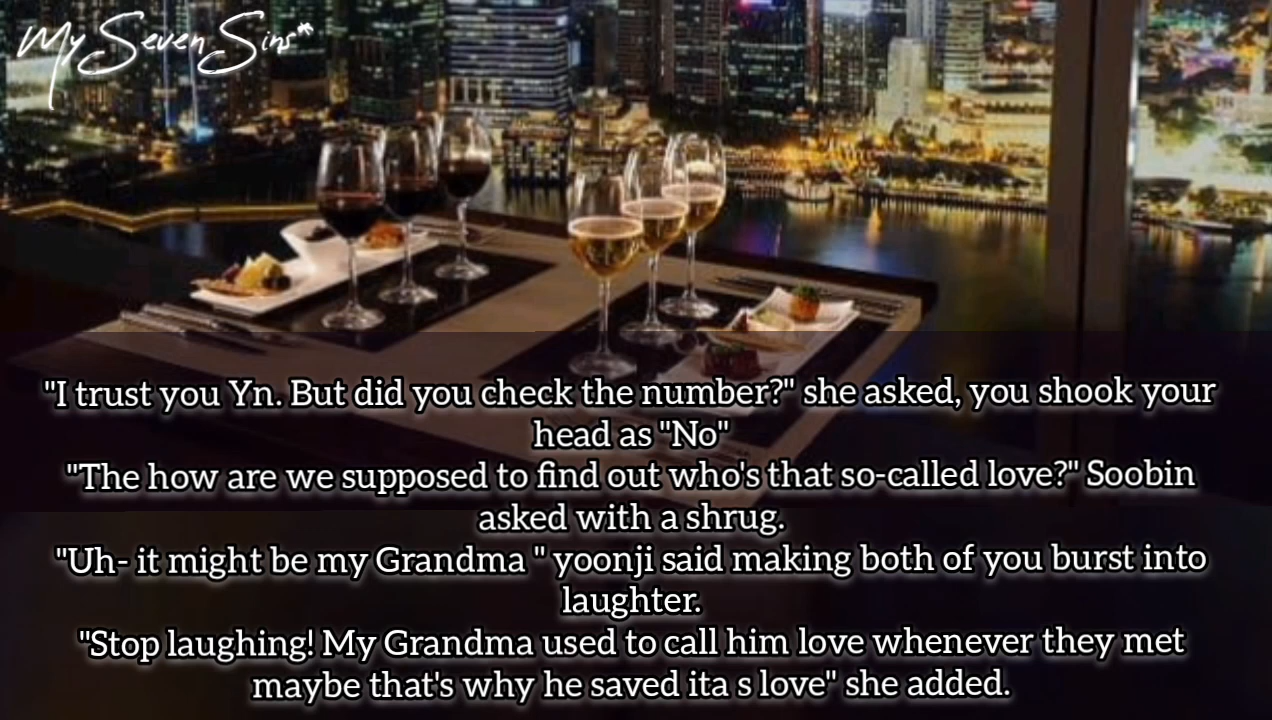 My Seven Sins**
"I trust you Yn. But did you check the number?" she asked, you shook your
head as "No"
"The how are we supposed to find out who's that so-called love?" Soobin
asked with a shrug.
"Uh- it might be my Grandma " yoonji said making both of you burst into
laughter.
"Stop laughing! My Grandma used to call him love whenever they met
maybe that's why he saved ita s love" she added.